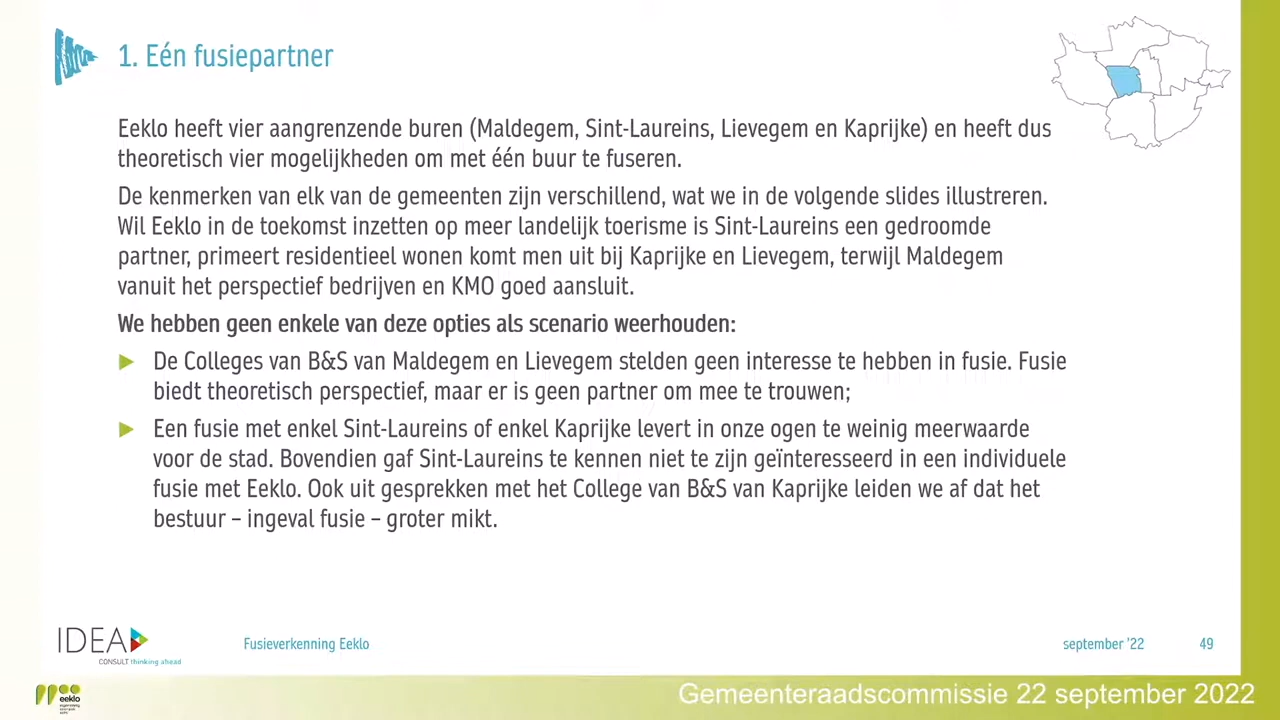 1. Eén fusiepartner
Eeklo heeft vier aangrenzende buren (Maldegem, Sint-Laureins, Lievegem en Kaprijke) en heeft dus
theoretisch vier mogelijkheden om met één buur te fuseren.
De kenmerken van elk van de gemeenten zijn verschillend, wat we in de volgende slides illustreren.
Wil Eeklo in de toekomst inzetten op meer landelijk toerisme is Sint-Laureins een gedroomde
partner, primeert residentieel wonen komt men uit bij Kaprijke en Lievegem, terwijl Maldegem
vanuit het perspectief bedrijven en KMO goed aansluit.
We hebben geen enkele van deze opties als scenario weerhouden:
De Colleges van B&S van Maldegem en Lievegem stelden geen interesse te hebben in fusie. Fusie
biedt theoretisch perspectief, maar er is geen partner om mee te trouwen;
Een fusie met enkel Sint-Laureins of enkel Kaprijke levert in onze ogen te weinig meerwaarde
voor de stad. Bovendien gaf Sint-Laureins te kennen niet te zijn geïnteresseerd in een individuele
fusie met Eeklo. Ook uit gesprekken met het College van B&S van Kaprijke leiden we af dat het
bestuur – ingeval fusie – groter mikt.
IDEA
CONSULT thinking ahead
Fusieverkenning Eeklo
september '22
49
eeklo
Gemeenteraadscommissie 22 september 2022